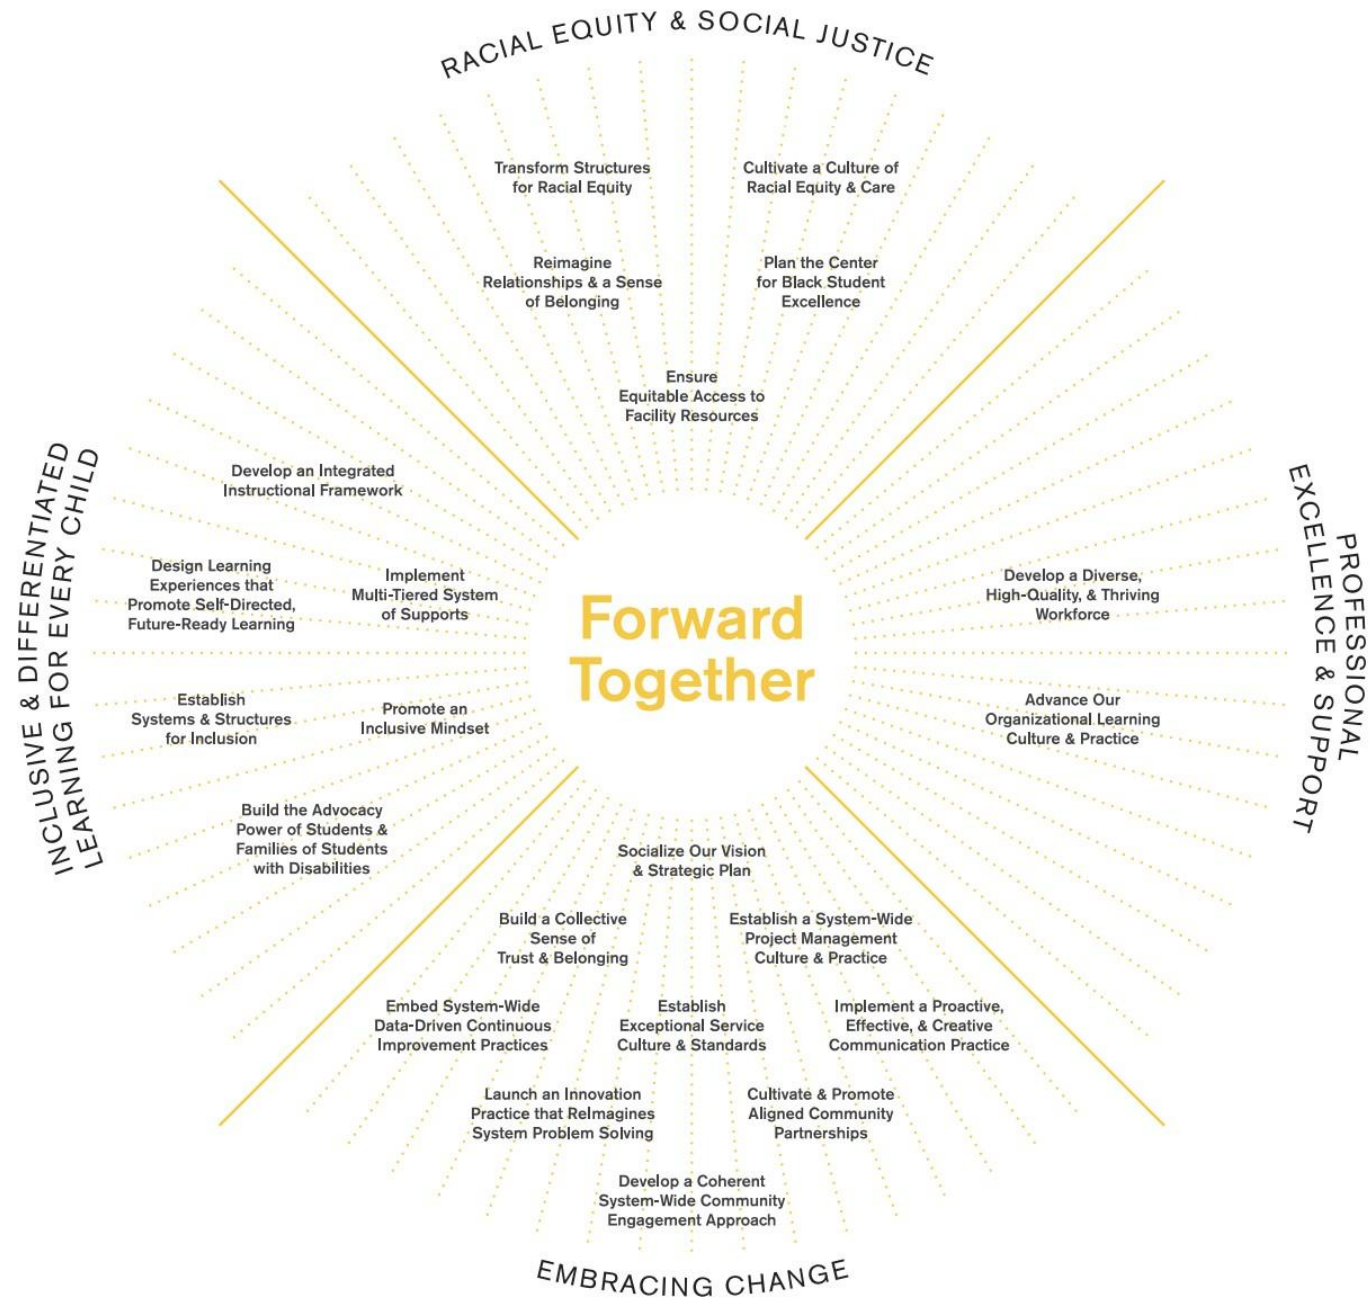 RACIAL EQUITY & SOCIAL JUSTICE
Transform Structures
for Racial Equity
Cultivate a Culture of
Racial Equity & Care
Reimagine
Relationships & a Sense
of Belonging
Plan the Center
for Black Student
Excellence
Ensure
Equitable Access to
Facility Resources
INCLUSIVE & DIFFERENTIATED
LEARNING FOR EVERY CHILD
Develop an Integrated
Instructional Framework
Design Learning
Experiences that
Promote Self-Directed,
Future-Ready Learning
Implement
Multi-Tiered System
of Supports
Establish
Systems & Structures
for Inclusion
Promote an
Inclusive Mindset
Build the Advocacy
Power of Students &
Families of Students
with Disabilities
Forward
Together
PROFESSIONAL
EXCELLENCE & SUPPORT
Develop a Diverse,
High-Quality, & Thriving
Workforce
Advance Our
Organizational Learning
Culture & Practice
Socialize Our Vision
& Strategic Plan
Build a Collective
Sense of
Trust & Belonging
Establish a System-Wide
Project Management
Culture & Practice
Embed System-Wide
Data-Driven Continuous
Improvement Practices
Establish
Exceptional Service
Culture & Standards
Implement a Proactive,
Effective, & Creative
Communication Practice
Launch an Innovation
Practice that ReImagines
System Problem Solving
Cultivate & Promote
Aligned Community
Partnerships
Develop a Coherent
System-Wide Community
Engagement Approach
EMBRACING CHANGE